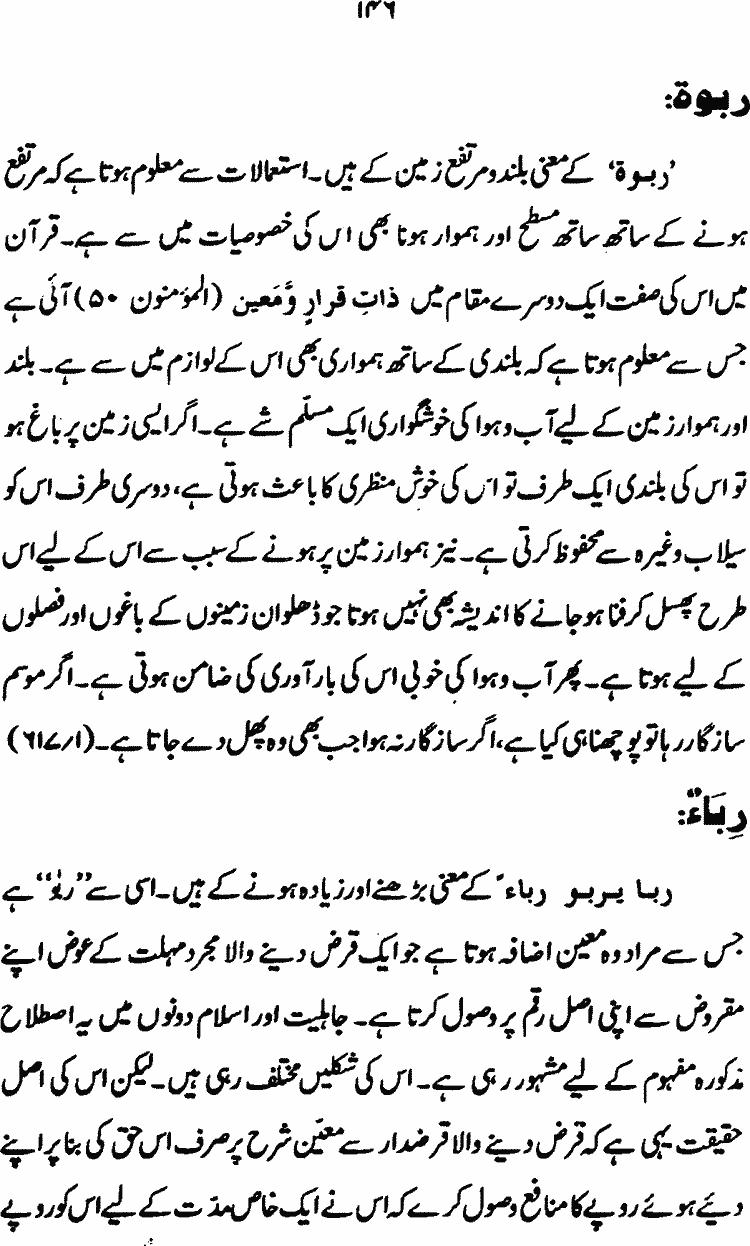 ۱۴۶
ربوۃ:
’ربوۃ‘ کے معنی بلند و مرتفع زمین کے ہیں۔ استعمالات سے معلوم ہوتا ہے کہ مرتفع
ہونے کے ساتھ ساتھ مسطح اور ہموار ہونا بھی اس کی خصوصیات میں سے ہے۔ قرآن
میں اس کی صفت ایک دوسرے مقام میں ذاتِ قرارٍ وَّمَعین (المؤمنون ۵۰) آئی ہے
جس سے معلوم ہوتا ہے کہ بلندی کے ساتھ ہمواری بھی اس کے لوازم میں سے ہے۔ بلند
اور ہموار زمین کے لیے آب و ہوا کی خوشگواری ایک مسلّم شے ہے۔ اگر ایسی زمین پر باغ ہو
تو اس کی بلندی ایک طرف تو اس کی خوش منظری کا باعث ہوتی ہے، دوسری طرف اس کو
سیلاب وغیرہ سے محفوظ کرتی ہے۔ نیز ہموار زمین پر ہونے کے سبب سے اس کے لیے اس
طرح پھسل کر فنا ہو جانے کا اندیشہ بھی نہیں ہوتا جو ڈھلوان زمینوں کے باغوں اور فصلوں
کے لیے ہوتا ہے۔ پھر آب و ہوا کی خوبی اس کی بار آوری کی ضامن ہوتی ہے۔ اگر موسم
سازگار رہا تو پوچھنا ہی کیا ہے، اگر سازگار نہ ہوا جب بھی وہ پھل دے جاتا ہے۔ (۱/۶۱۷)
رِبَاءٌ:
ربا یربو رباءً کے معنی بڑھنے اور زیادہ ہونے کے ہیں۔ اسی سے ”ربٰو“ ہے
جس سے مراد وہ معین اضافہ ہوتا ہے جو ایک قرض دینے والا مجرد مہلت کے عوض اپنے
مقروض سے اپنی اصل رقم پر وصول کرتا ہے۔ جاہلیت اور اسلام دونوں میں یہ اصطلاح
مذکورہ مفہوم کے لیے مشہور رہی ہے۔ اس کی شکلیں مختلف رہی ہیں۔ لیکن اس کی اصل
حقیقت یہی ہے کہ قرض دینے والا قرضدار سے معیّن شرح پر صرف اس حق کی بنا پر اپنے
دیئے ہوئے روپے کا منافع وصول کرے کہ اس نے ایک خاص مدّت کے لیے اس کو روپے